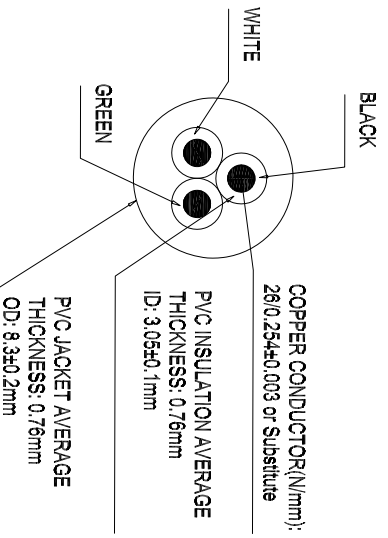 BLACK
WHITE
GREEN
COPPER CONDUCTOR(N/mm):
26/0.254±0.003 or Substitute
PVC INSULATION AVERAGE
THICKNESS: 0.76mm
ID: 3.05±0.1mm
PVC JACKET AVERAGE
THICKNESS: 0.76mm
OD: 8.3±0.2mm